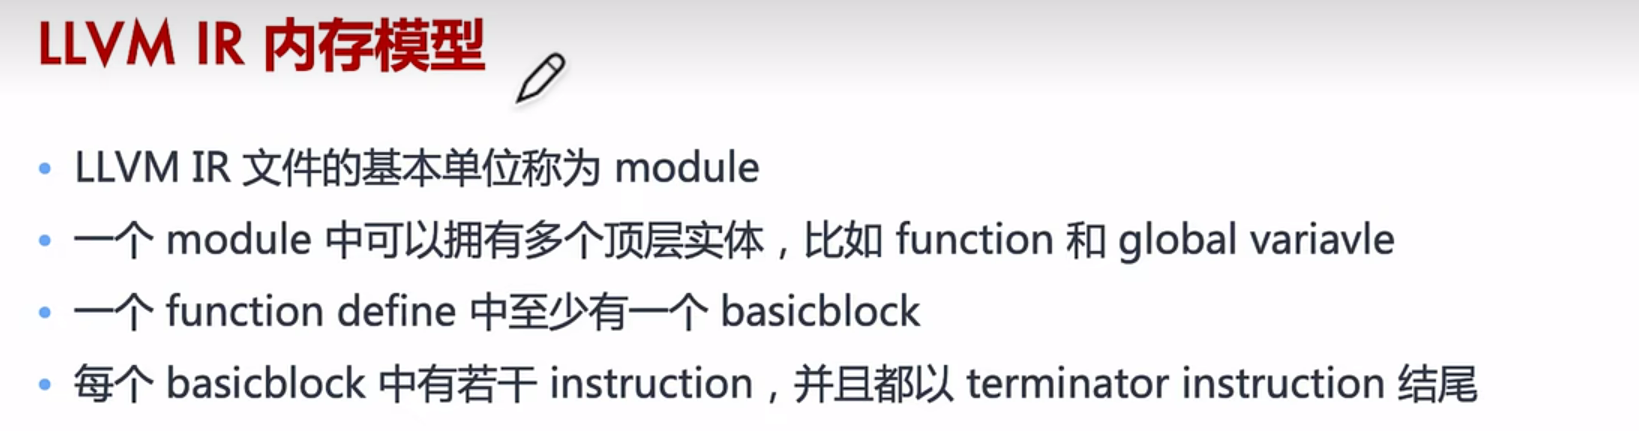 LLVM IR 内存模型
LLVM IR 文件的基本单位称为 module
一个 module 中可以拥有多个顶层实体，比如 function 和 global variavle
一个 function define 中至少有一个 basicblock
每个 basicblock 中有若干 instruction，并且都以 terminator instruction 结尾